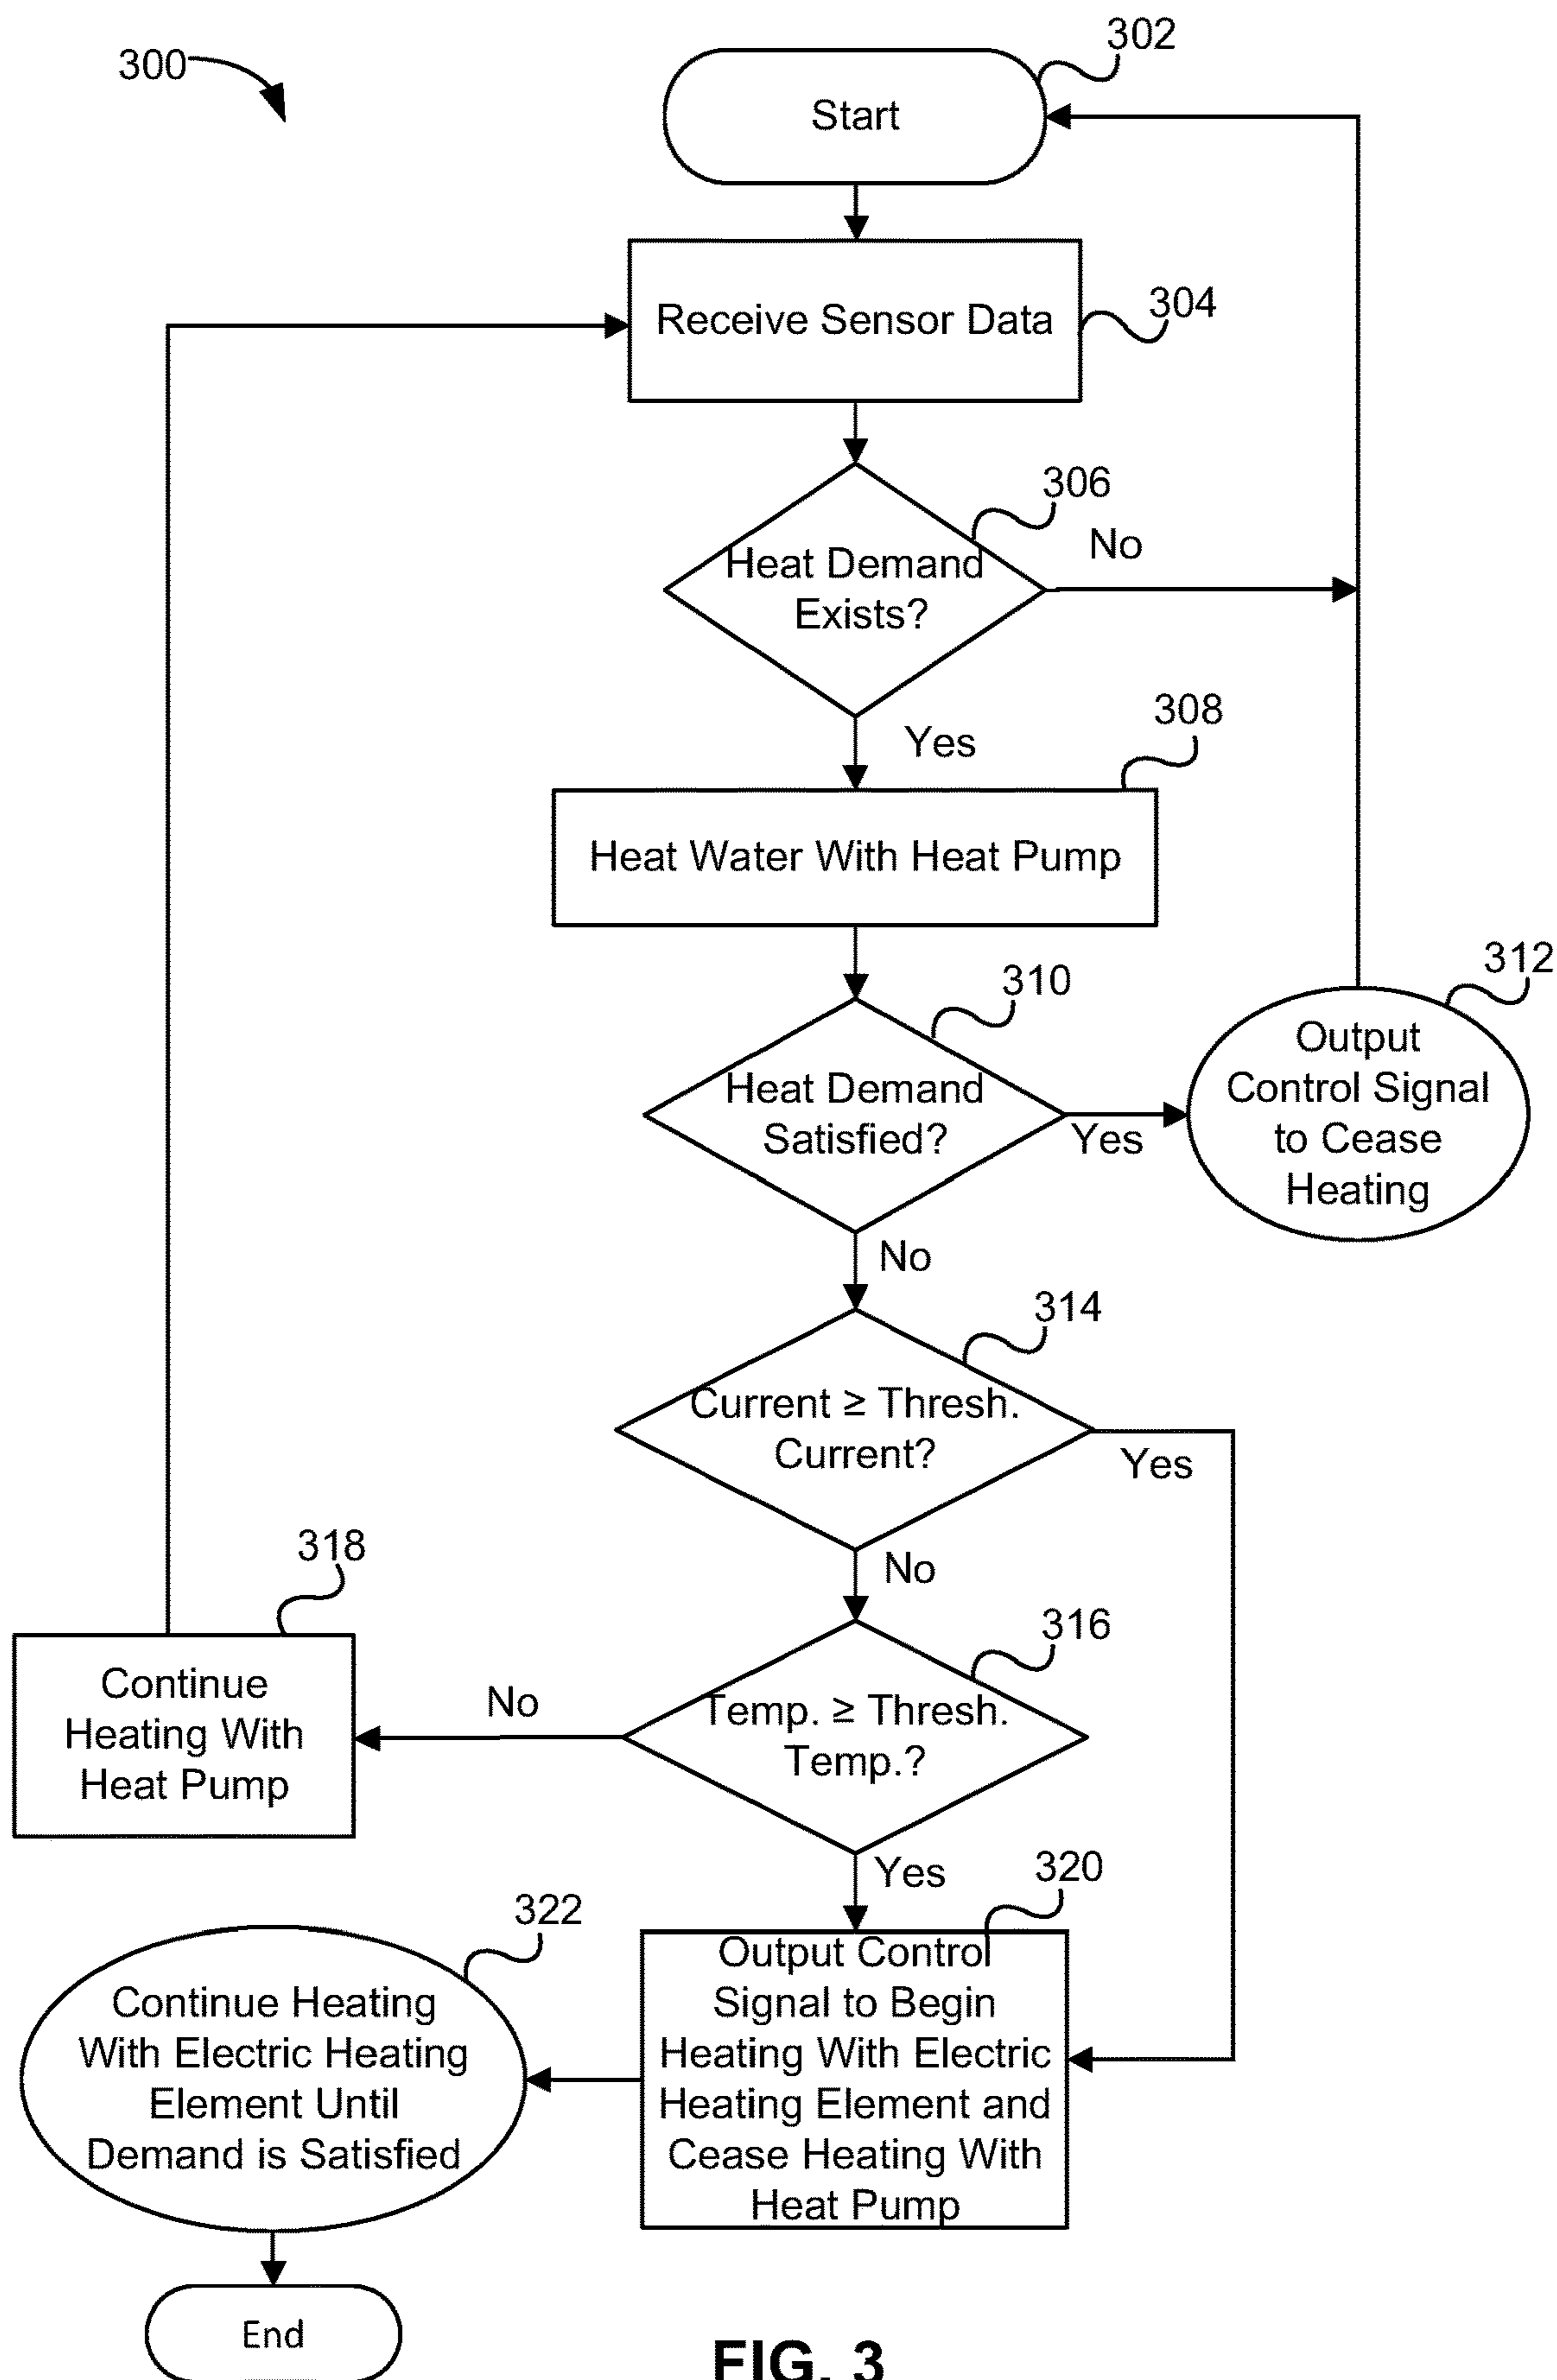 300
302
Start
Receive Sensor Data
304
306
Heat Demand
Exists?
No
Yes
308
Heat Water With Heat Pump
310
312
Heat Demand
Satisfied?
Yes
Output
Control Signal
to Cease
Heating
No
314
Current ≥ Thresh.
Current?
Yes
No
316
318
Continue
Heating With
Heat Pump
No
Temp. ≥ Thresh.
Temp.?
Yes
320
322
Output Control
Signal to Begin
Heating With Electric
Heating Element and
Cease Heating With
Heat Pump
Continue Heating
With Electric Heating
Element Until
Demand is Satisfied
End
FIG. 3